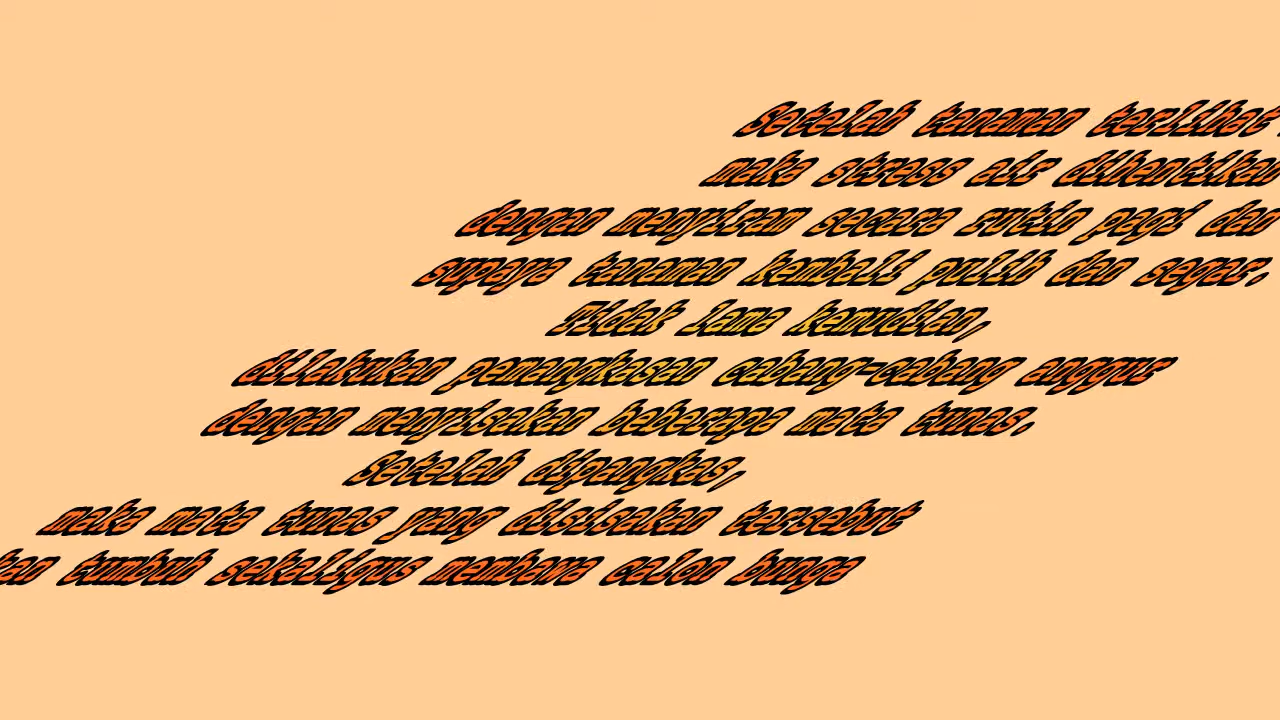 Setelah tanaman terlihat
maka stress air dihentikan
dengan menyiram secara rutin pagi dan
supaya tanaman kembali pulih dan segar.
Tidak lama kemudian,
dilakukan pemangkasan cabang-cabang anggur
dengan menyisakan beberapa mata tunas.
Setelah dipangkas,
maka mata tunas yang disisakan tersebut
tumbuh sekaligus membawa calon bunga